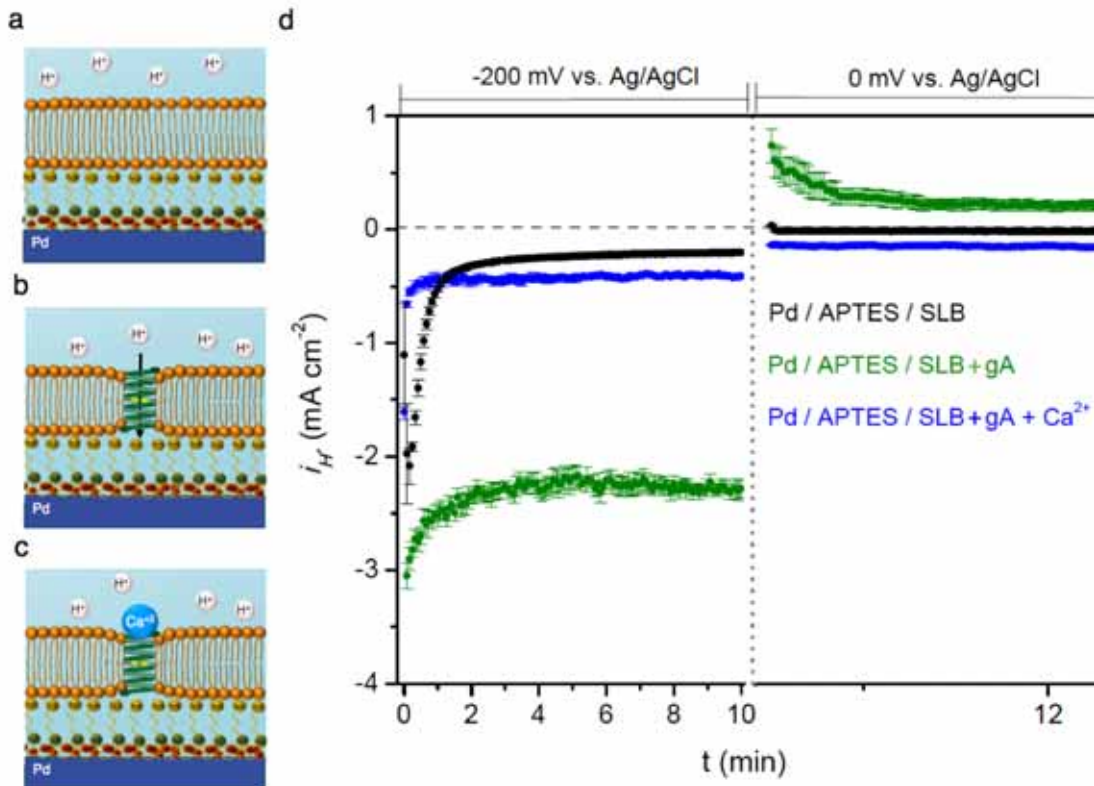 a
H⁺ H⁺ H⁺ H⁺
Pd
b
H⁺ H⁺ H⁺ H⁺
Pd
c
H⁺ H⁺ H⁺ H⁺
Ca⁺²
Pd
d
-200 mV vs. Ag/AgCl
0 mV vs. Ag/AgCl
1
0
-1
-2
-3
-4
i_H⁺ (mA cm⁻²)
Pd / APTES / SLB
Pd / APTES / SLB+gA
Pd / APTES / SLB+gA + Ca²⁺
0 2 4 6 8 10 12
t (min)